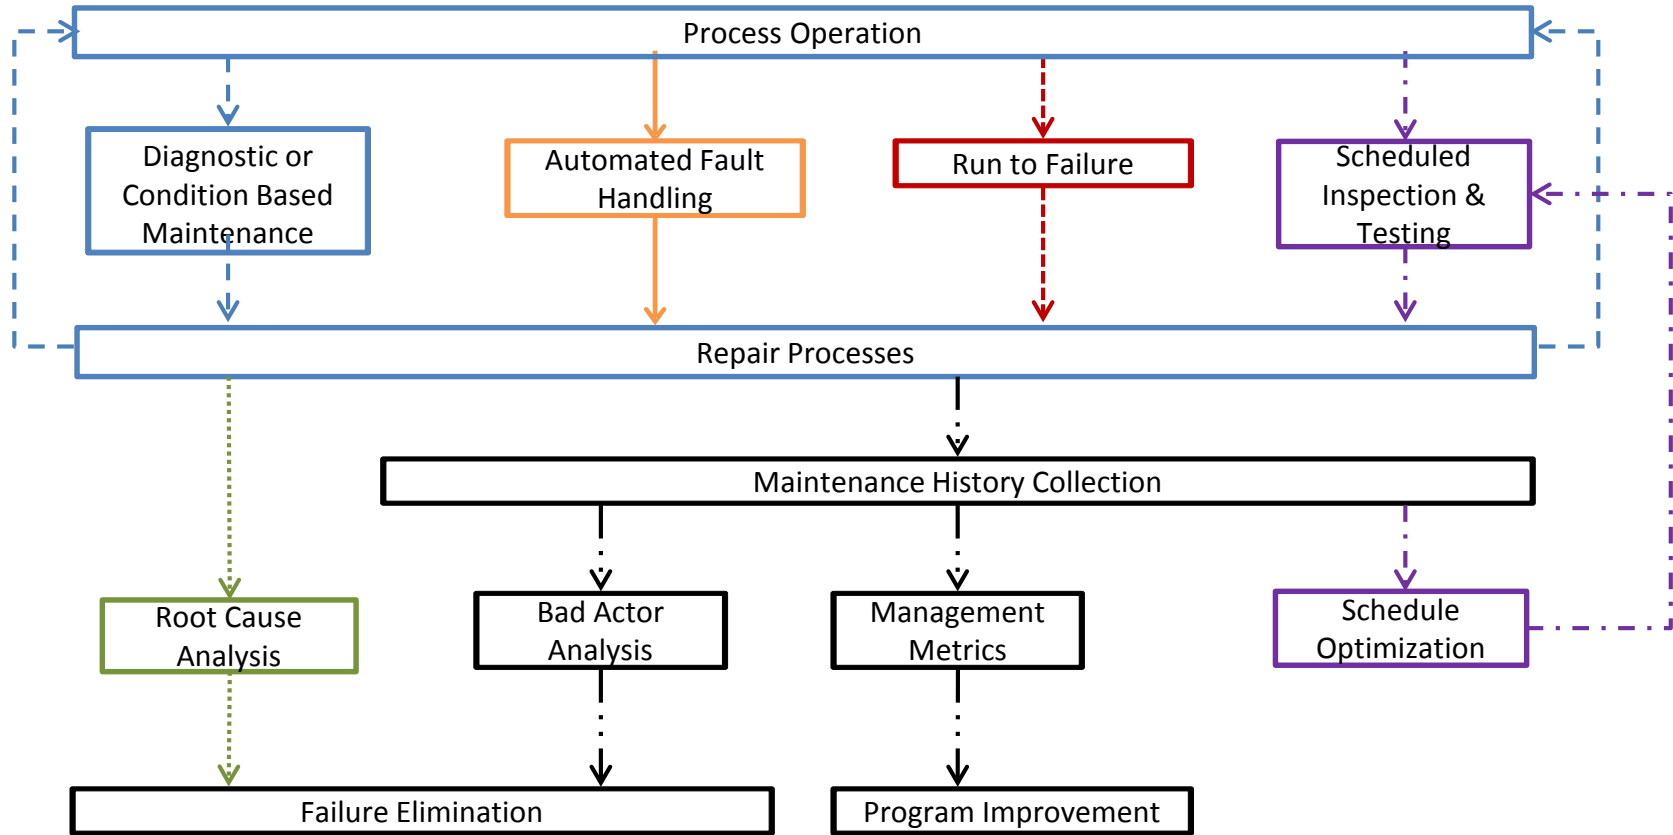 Process Operation
Diagnostic or
Condition Based
Maintenance
Automated Fault
Handling
Run to Failure
Scheduled
Inspection &
Testing
Repair Processes
Maintenance History Collection
Root Cause
Analysis
Bad Actor
Analysis
Management
Metrics
Schedule
Optimization
Failure Elimination
Program Improvement